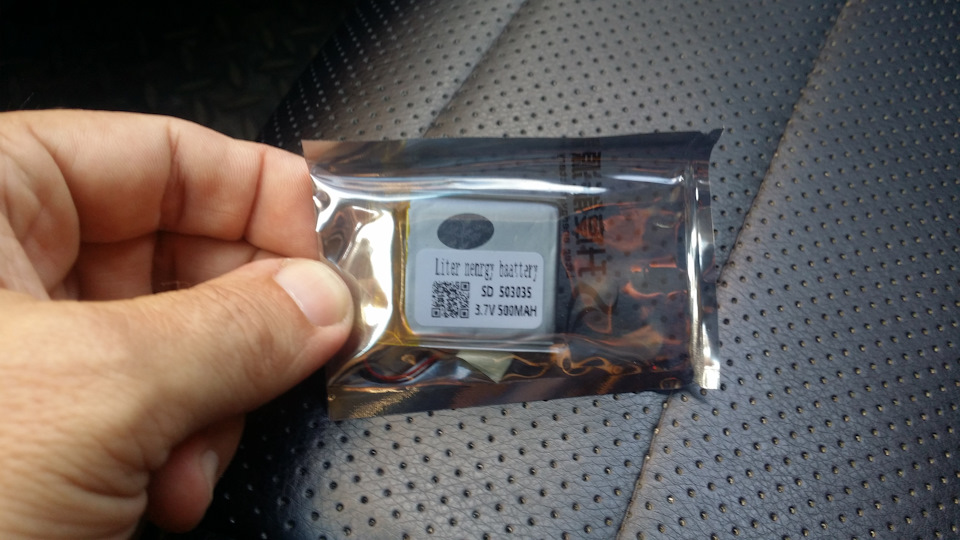 Liter nenrgy baattery
SD 503035
3.7V 500MAH